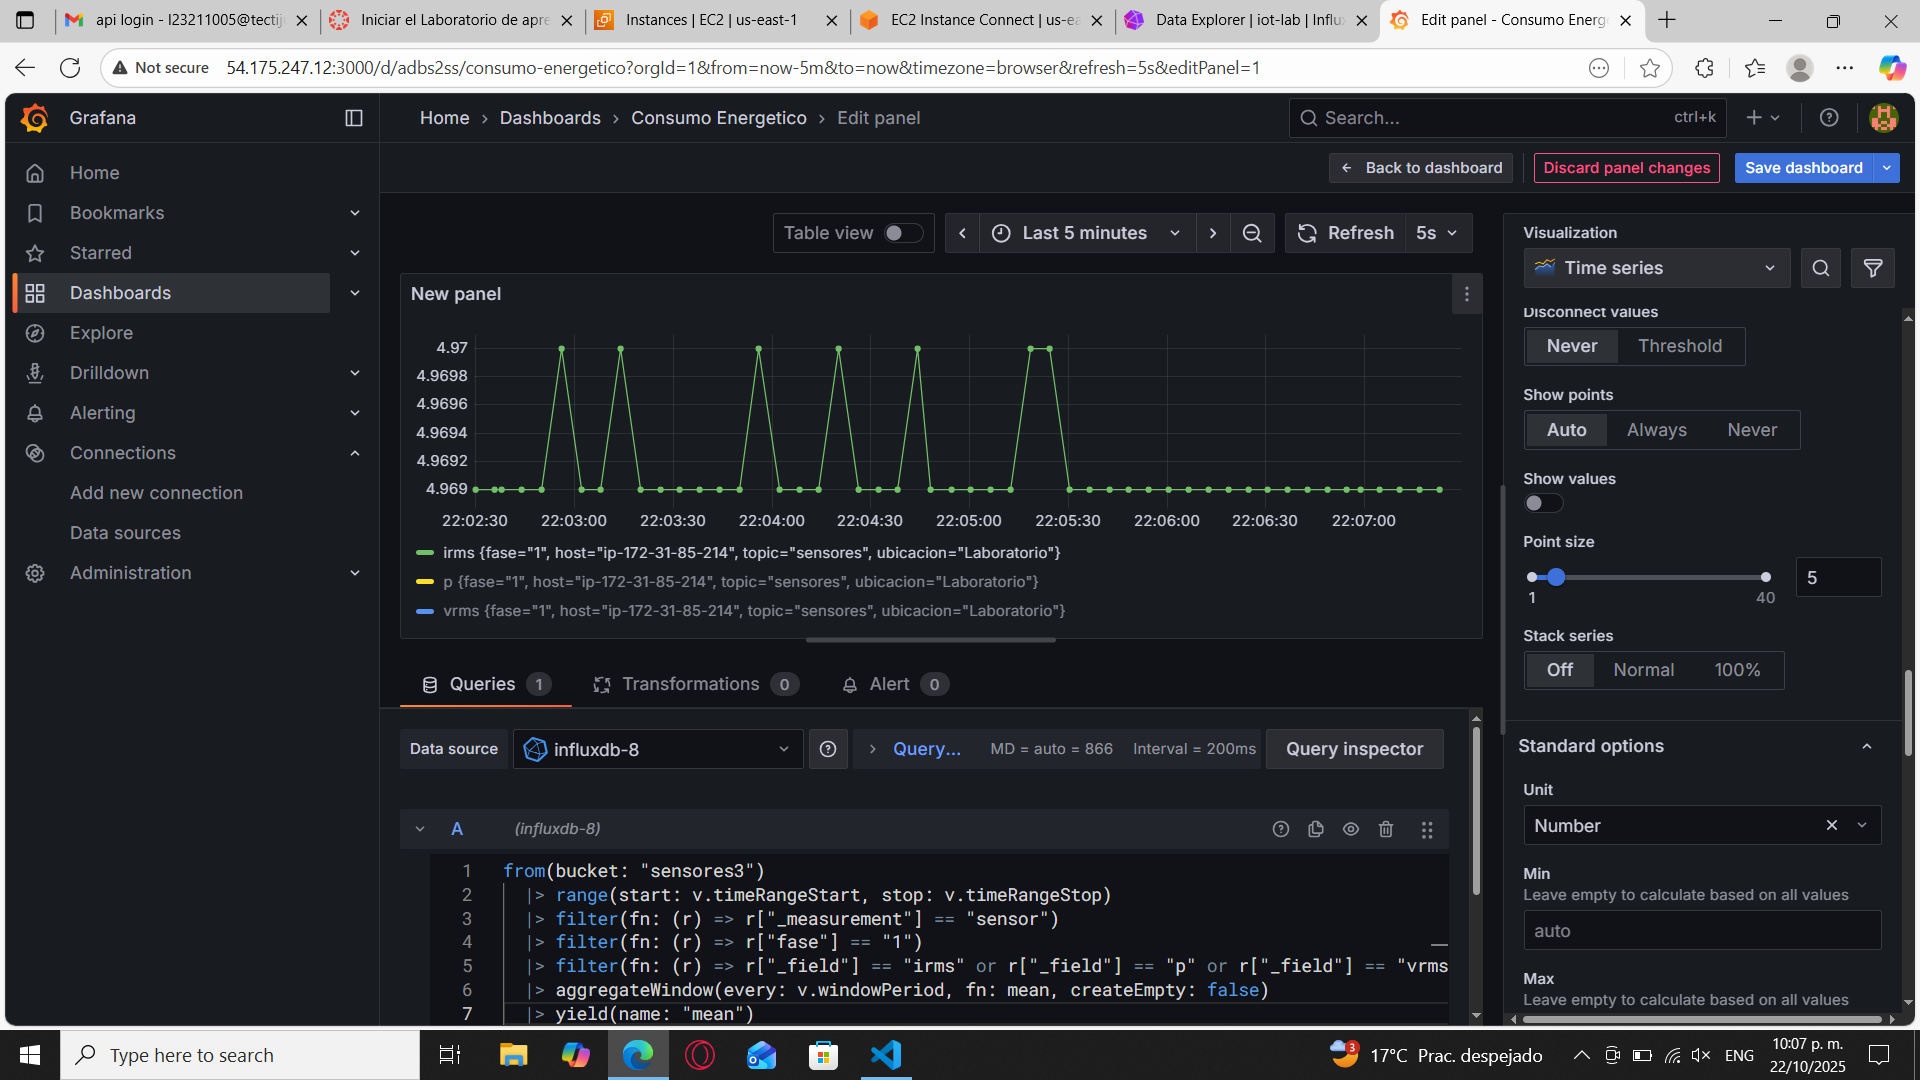 api login - l23211005@tectij
Iniciar el Laboratorio de apre
Instances | EC2 | us-east-1
EC2 Instance Connect | us-ea
Data Explorer | iot-lab | Influx
Edit panel - Consumo Energe
Not secure
54.175.247.12:3000/d/adbs2ss/consumo-energetico?orgId=1&from=now-5m&to=now&timezone=browser&refresh=5s&editPanel=1
Grafana
Home › Dashboards › Consumo Energetico › Edit panel
Search...
ctrl+k
Home
Bookmarks
Starred
Dashboards
Explore
Drilldown
Alerting
Connections
Add new connection
Data sources
Administration
Back to dashboard
Discard panel changes
Save dashboard
Table view
Last 5 minutes
Refresh
5s
New panel
4.97
4.9698
4.9696
4.9694
4.9692
4.969
22:02:30 22:03:00 22:03:30 22:04:00 22:04:30 22:05:00 22:05:30 22:06:00 22:06:30 22:07:00
irms {fase="1", host="ip-172-31-85-214", topic="sensores", ubicacion="Laboratorio"}
p {fase="1", host="ip-172-31-85-214", topic="sensores", ubicacion="Laboratorio"}
vrms {fase="1", host="ip-172-31-85-214", topic="sensores", ubicacion="Laboratorio"}
Queries 1
Transformations 0
Alert 0
Data source
influxdb-8
Query...
MD = auto = 866
Interval = 200ms
Query inspector
A
(influxdb-8)
1 from(bucket: "sensores3")
2 |> range(start: v.timeRangeStart, stop: v.timeRangeStop)
3 |> filter(fn: (r) => r["_measurement"] == "sensor")
4 |> filter(fn: (r) => r["fase"] == "1")
5 |> filter(fn: (r) => r["_field"] == "irms" or r["_field"] == "p" or r["_field"] == "vrms
6 |> aggregateWindow(every: v.windowPeriod, fn: mean, createEmpty: false)
7 |> yield(name: "mean")
Visualization
Time series
Disconnect values
Never
Threshold
Show points
Auto
Always
Never
Show values
Point size
5
1
40
Stack series
Off
Normal
100%
Standard options
Unit
Number
Min
Leave empty to calculate based on all values
auto
Max
Leave empty to calculate based on all values
Type here to search
3
17°C Prac. despejado
ENG
10:07 p. m.
22/10/2025